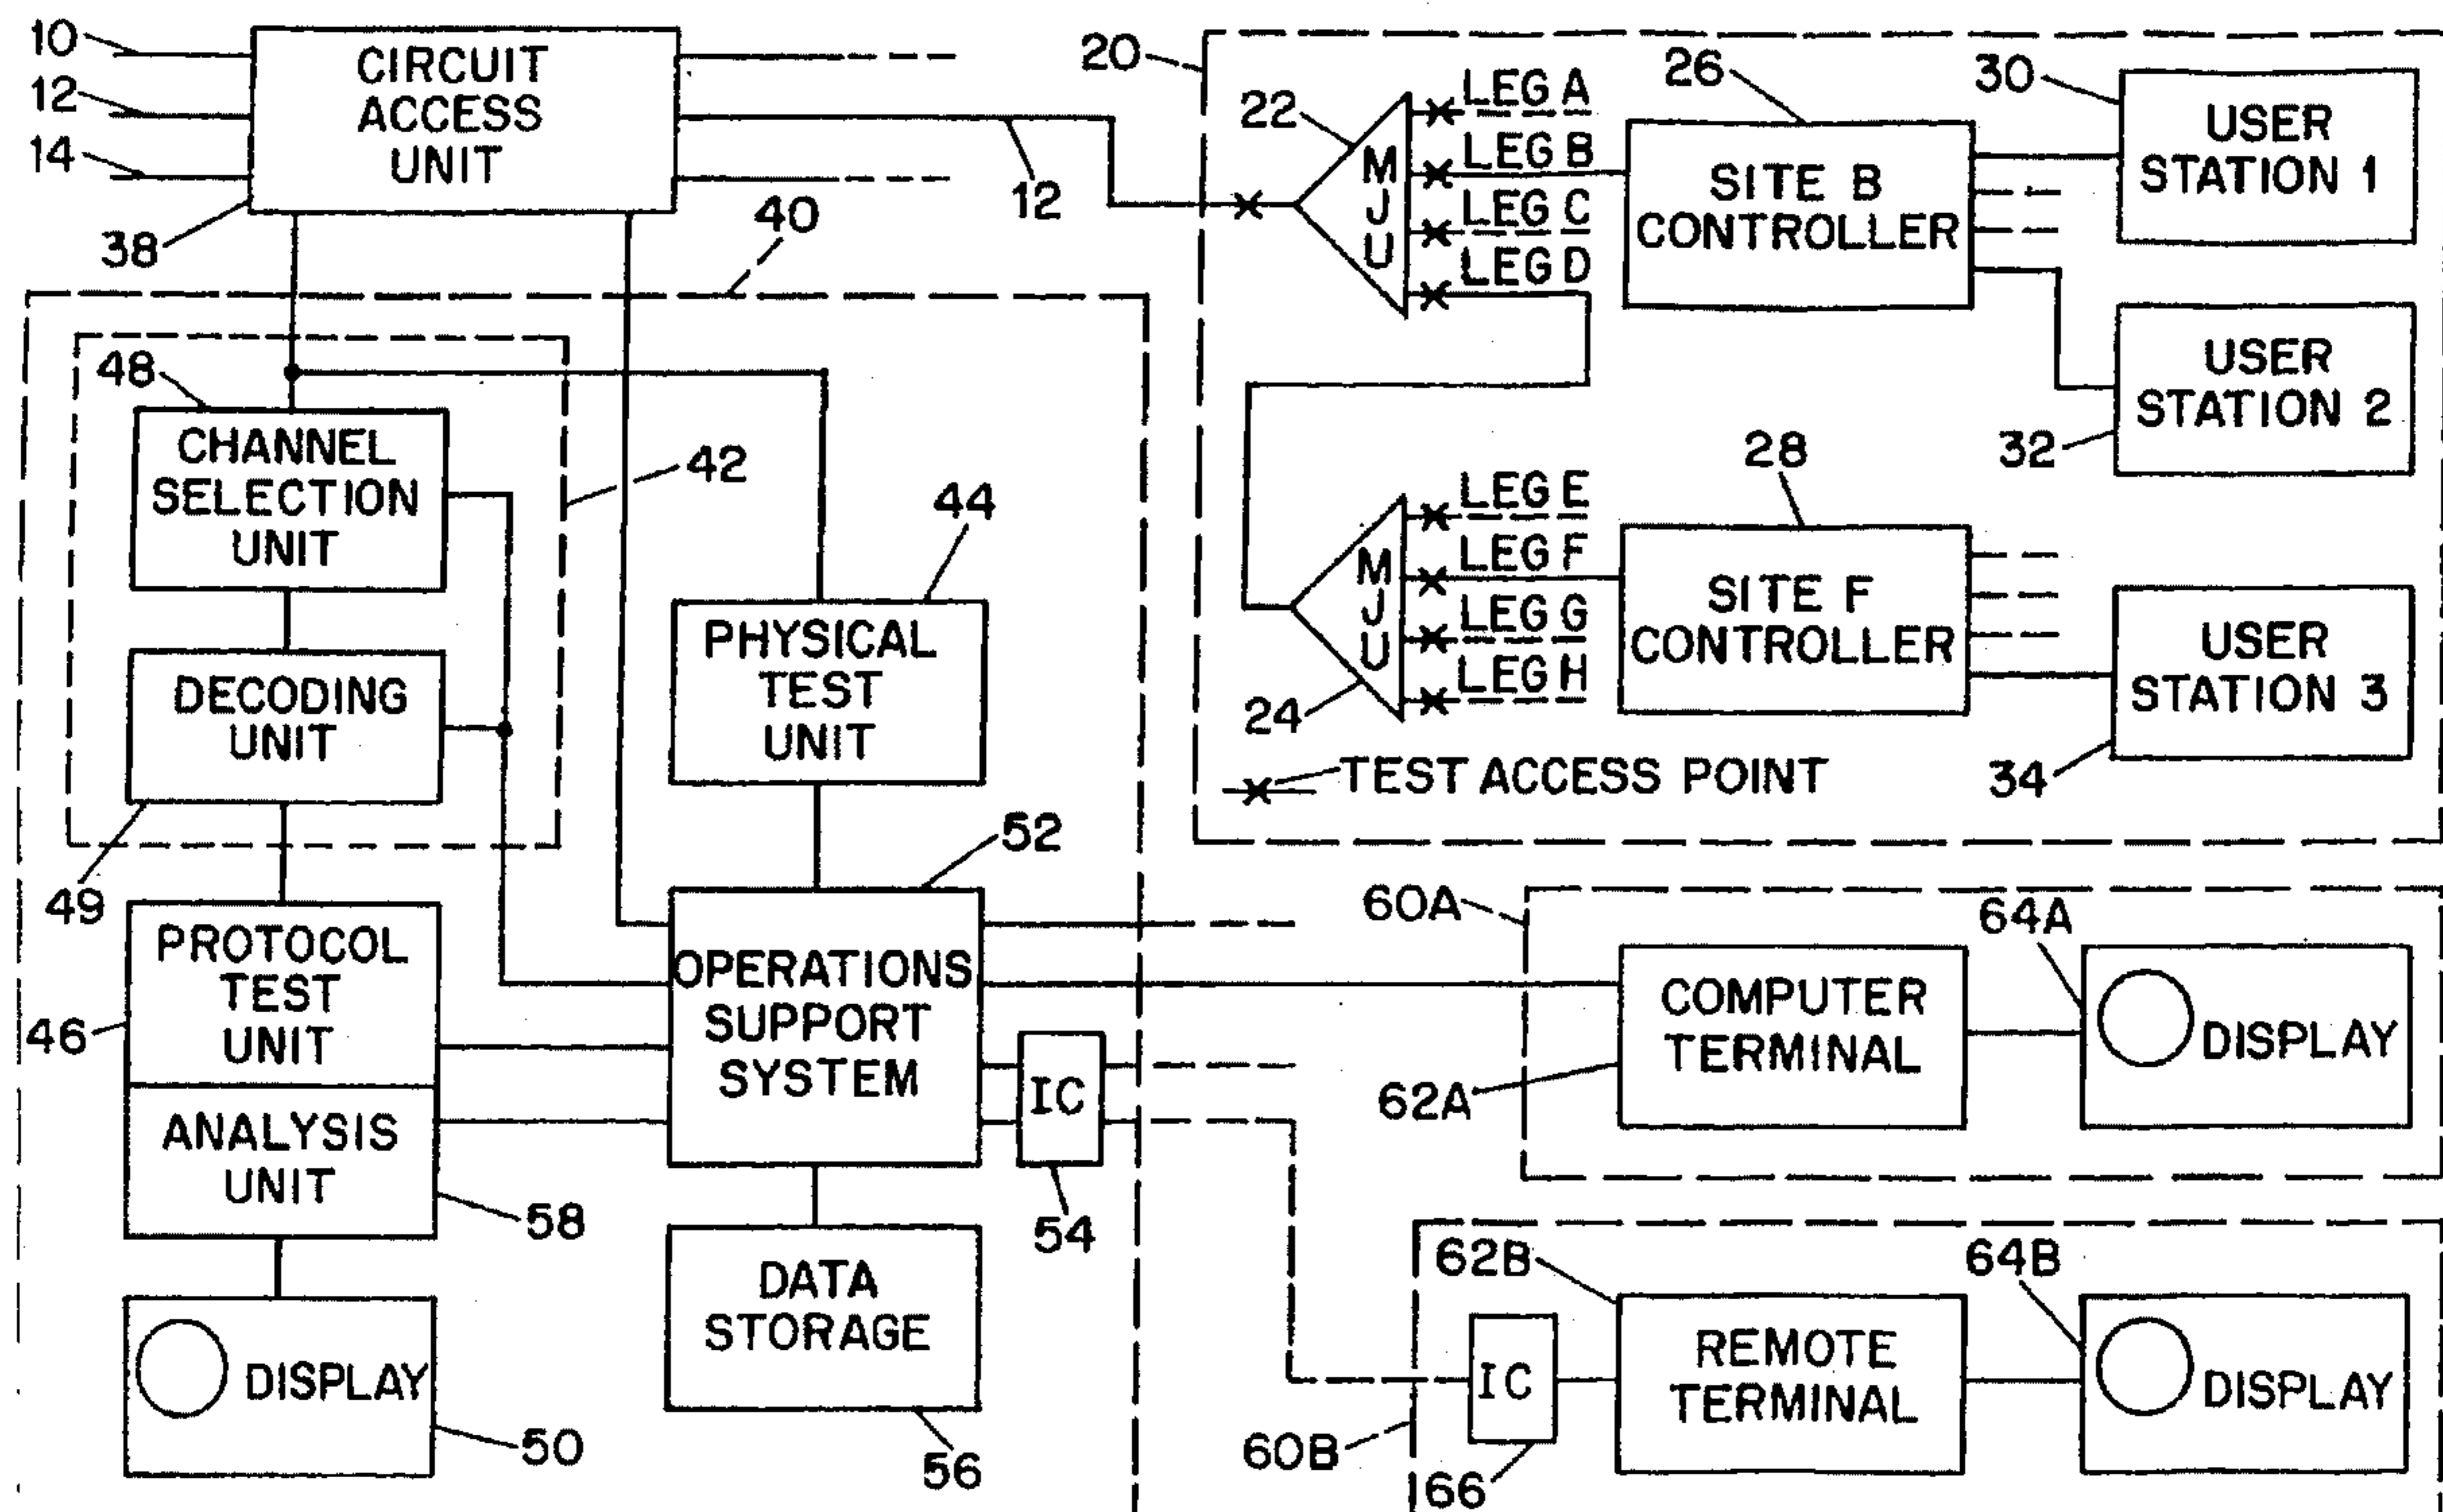 10
12
14
CIRCUIT
ACCESS
UNIT
38
12
40
20
22
MJU
LEG A
LEG B
LEG C
LEG D
26
SITE B
CONTROLLER
30
USER
STATION 1
USER
STATION 2
32
24
MJU
LEG E
LEG F
LEG G
LEG H
28
SITE F
CONTROLLER
USER
STATION 3
34
TEST ACCESS POINT
48
CHANNEL
SELECTION
UNIT
42
DECODING
UNIT
49
44
PHYSICAL
TEST
UNIT
46
PROTOCOL
TEST
UNIT
ANALYSIS
UNIT
58
DISPLAY
50
52
OPERATIONS
SUPPORT
SYSTEM
IC
54
DATA
STORAGE
56
60A
COMPUTER
TERMINAL
62A
64A
DISPLAY
60B
IC
166
62B
REMOTE
TERMINAL
64B
DISPLAY